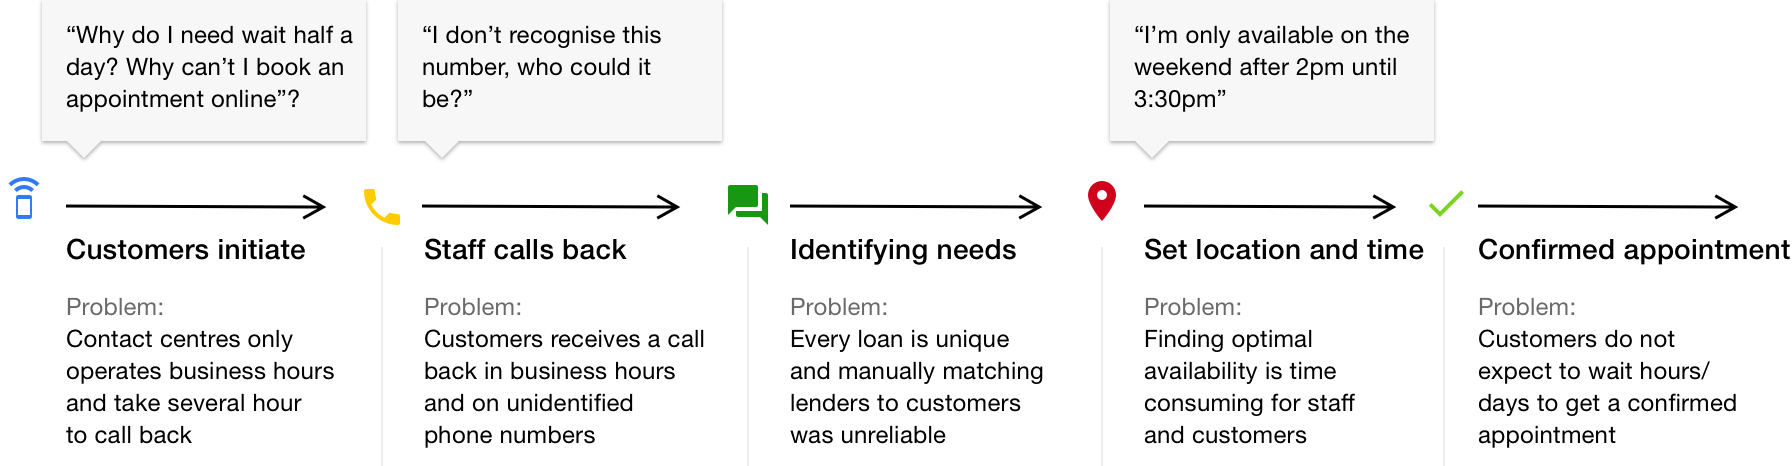 “Why do I need wait half a
day? Why can’t I book an
appointment online”?
“I don’t recognise this
number, who could it
be?”
“I’m only available on the
weekend after 2pm until
3:30pm”
Customers initiate
Problem:
Contact centres only
operates business hours
and take several hour
to call back
Staff calls back
Problem:
Customers receives a call
back in business hours
and on unidentified
phone numbers
Identifying needs
Problem:
Every loan is unique
and manually matching
lenders to customers
was unreliable
Set location and time
Problem:
Finding optimal
availability is time
consuming for staff
and customers
Confirmed appointment
Problem:
Customers do not
expect to wait hours/
days to get a confirmed
appointment